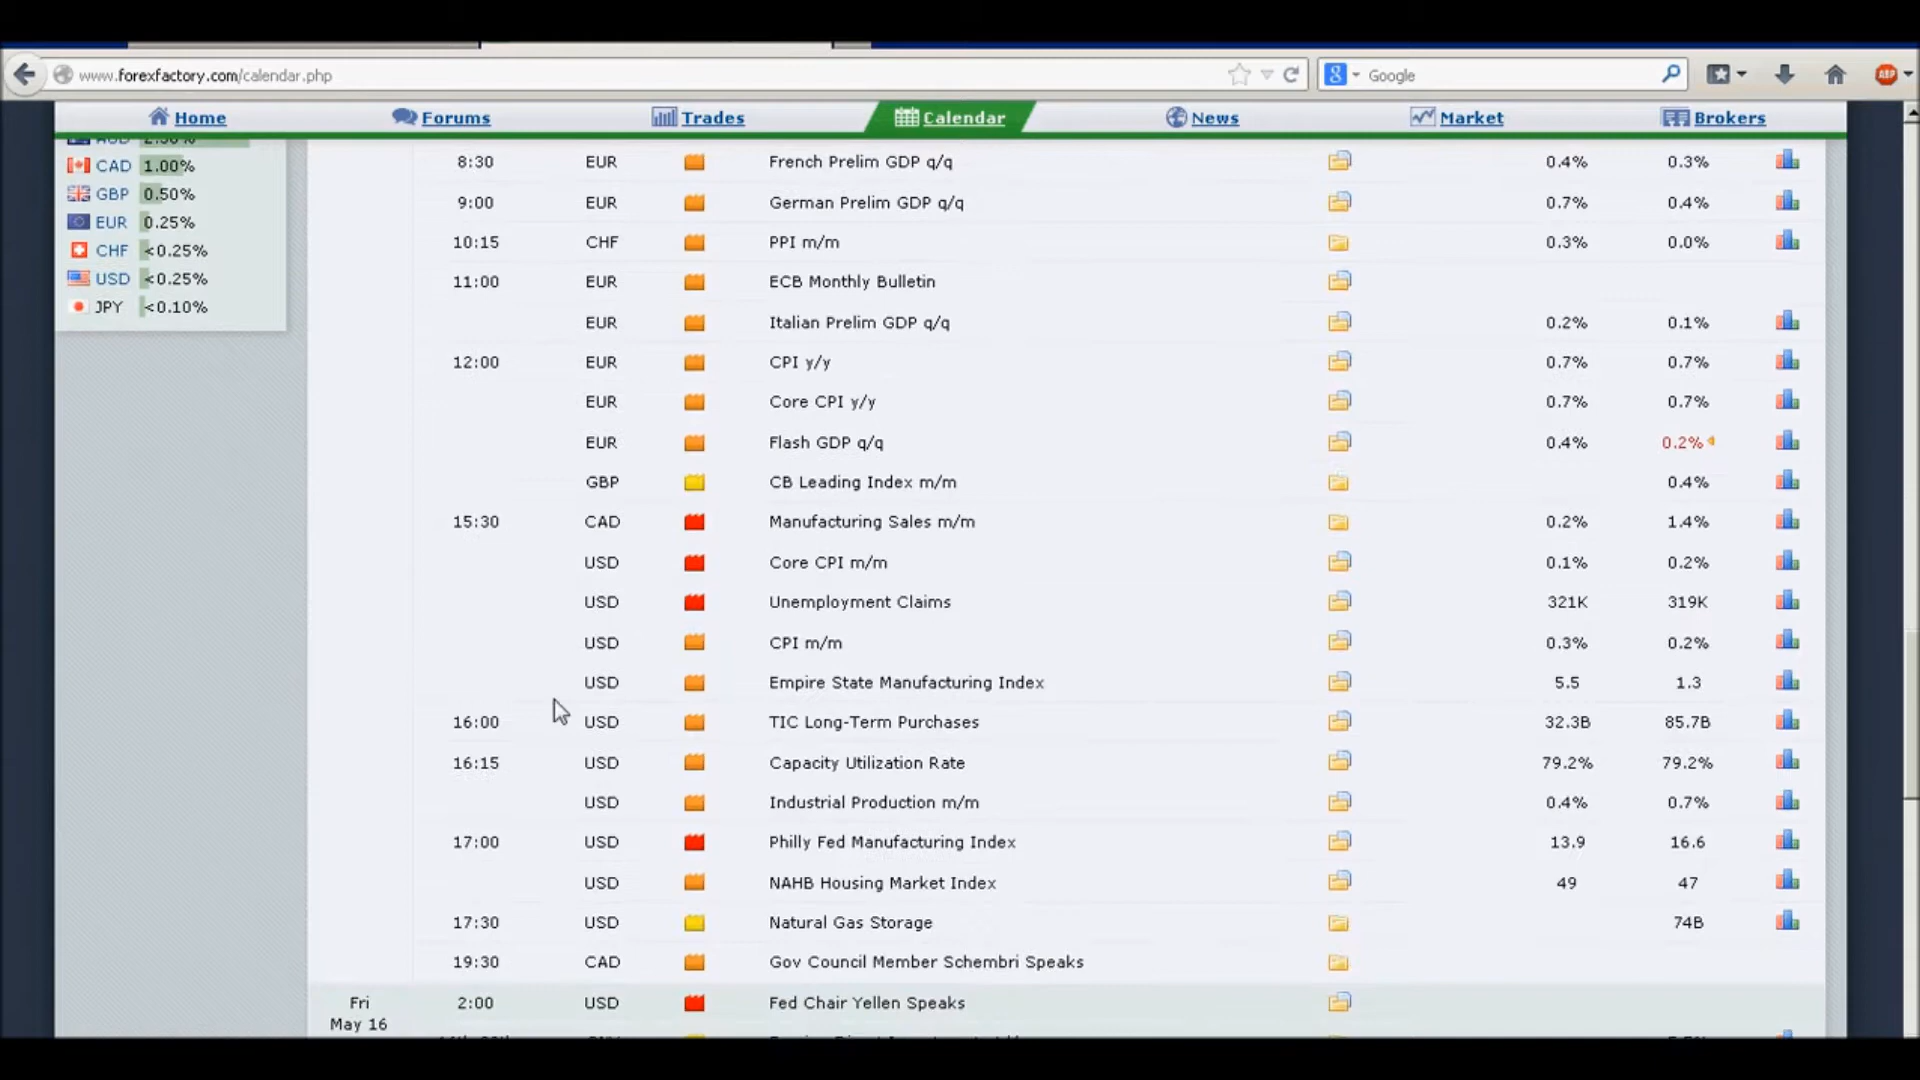 www.forexfactory.com/calendar.php
Google
ABP
Home Forums Trades Calendar News Market Brokers
CAD 1.00%
GBP 0.50%
EUR 0.25%
CHF <0.25%
USD <0.25%
JPY <0.10%
8:30 EUR French Prelim GDP q/q 0.4% 0.3%
9:00 EUR German Prelim GDP q/q 0.7% 0.4%
10:15 CHF PPI m/m 0.3% 0.0%
11:00 EUR ECB Monthly Bulletin
EUR Italian Prelim GDP q/q 0.2% 0.1%
12:00 EUR CPI y/y 0.7% 0.7%
EUR Core CPI y/y 0.7% 0.7%
EUR Flash GDP q/q 0.4% 0.2%
GBP CB Leading Index m/m 0.4%
15:30 CAD Manufacturing Sales m/m 0.2% 1.4%
USD Core CPI m/m 0.1% 0.2%
USD Unemployment Claims 321K 319K
USD CPI m/m 0.3% 0.2%
USD Empire State Manufacturing Index 5.5 1.3
16:00 USD TIC Long-Term Purchases 32.3B 85.7B
16:15 USD Capacity Utilization Rate 79.2% 79.2%
USD Industrial Production m/m 0.4% 0.7%
17:00 USD Philly Fed Manufacturing Index 13.9 16.6
USD NAHB Housing Market Index 49 47
17:30 USD Natural Gas Storage 74B
19:30 CAD Gov Council Member Schembri Speaks
Fri 2:00 USD Fed Chair Yellen Speaks
May 16